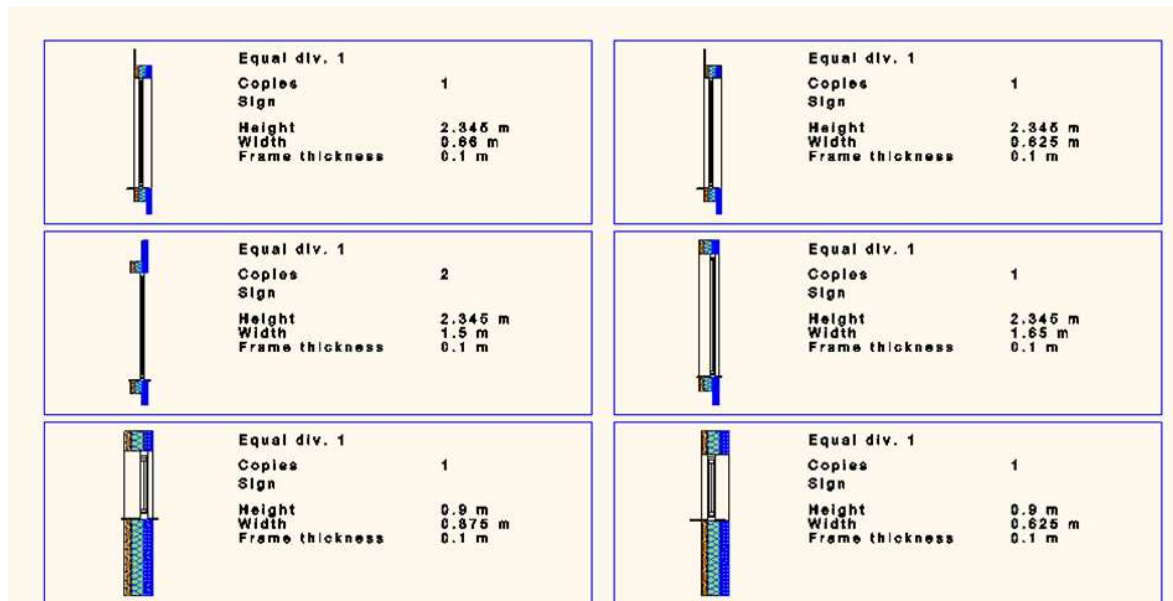 Equal div. 1
Copies 1
Sign
Height 2.345 m
Width 0.66 m
Frame thickness 0.1 m
Equal div. 1
Copies 1
Sign
Height 2.345 m
Width 0.625 m
Frame thickness 0.1 m
Equal div. 1
Copies 2
Sign
Height 2.345 m
Width 1.5 m
Frame thickness 0.1 m
Equal div. 1
Copies 1
Sign
Height 2.345 m
Width 1.65 m
Frame thickness 0.1 m
Equal div. 1
Copies 1
Sign
Height 0.9 m
Width 0.875 m
Frame thickness 0.1 m
Equal div. 1
Copies 1
Sign
Height 0.9 m
Width 0.625 m
Frame thickness 0.1 m